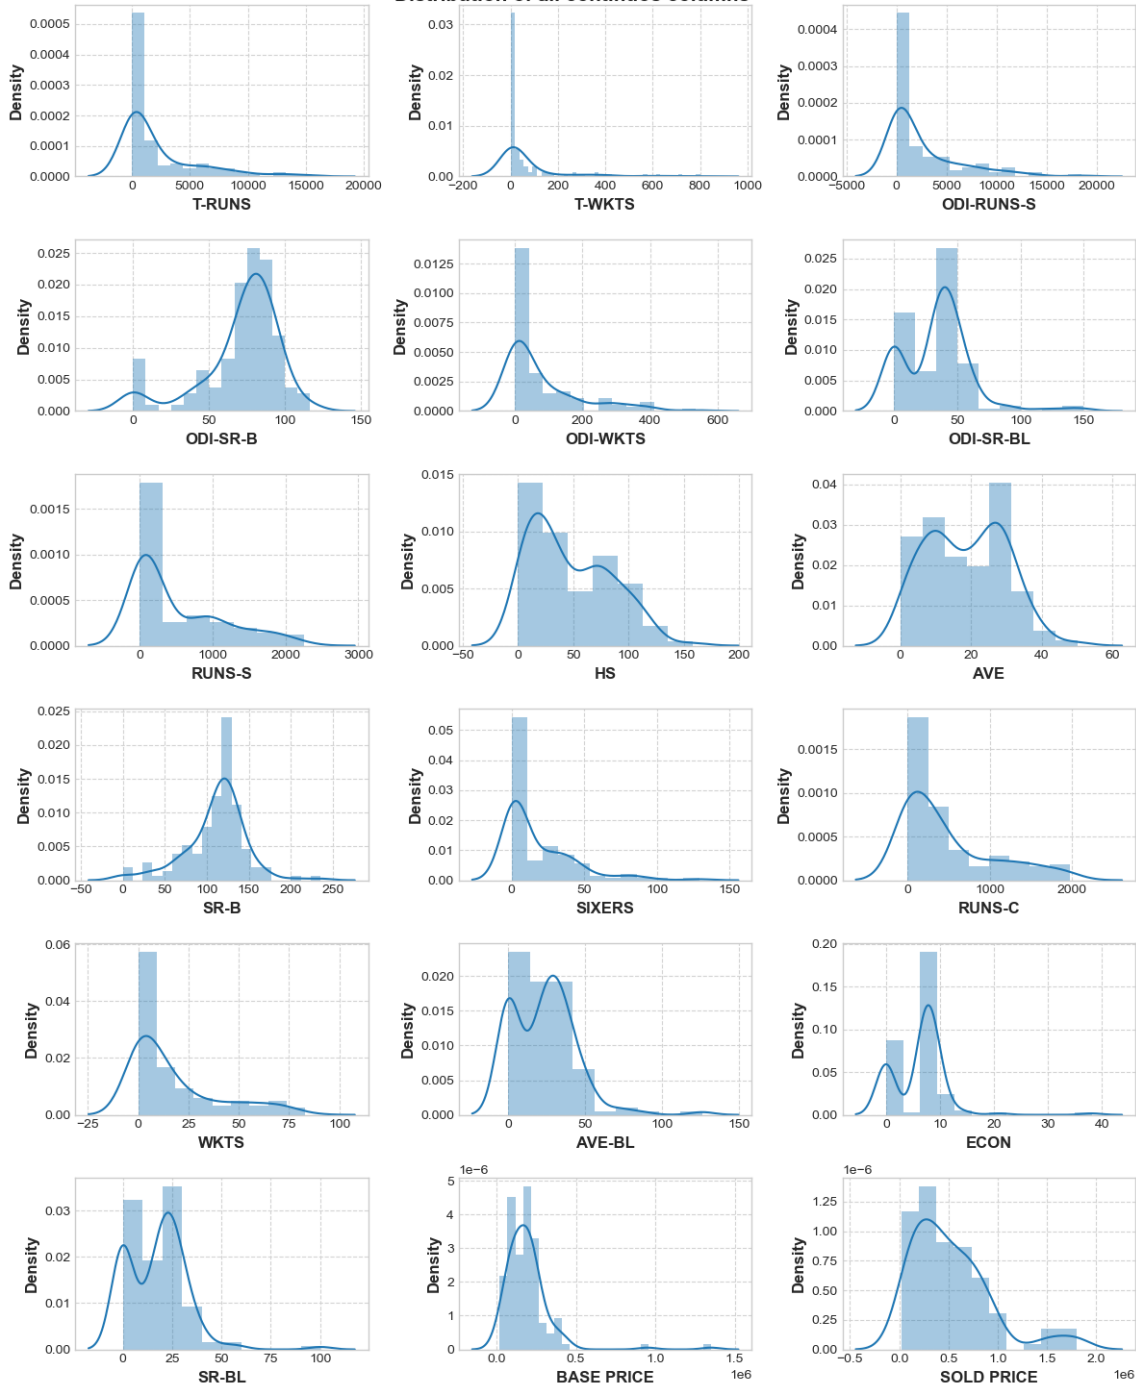 Distribution of all columns
0.0005
0.0004
0.0003
0.0002
0.0001
0.0000
Density
0 5000 10000 15000 20000
T-RUNS
0.03
0.02
0.01
0.00
Density
−200 0 200 400 600 800 1000
T-WKTS
0.0004
0.0003
0.0002
0.0001
0.0000
Density
−5000 0 5000 10000 15000 20000
ODI-RUNS-S
0.025
0.020
0.015
0.010
0.005
0.000
Density
0 50 100 150
ODI-SR-B
0.0125
0.0100
0.0075
0.0050
0.0025
0.0000
Density
0 200 400 600
ODI-WKTS
0.025
0.020
0.015
0.010
0.005
0.000
Density
0 50 100 150
ODI-SR-BL
0.0015
0.0010
0.0005
0.0000
Density
0 1000 2000 3000
RUNS-S
0.015
0.010
0.005
0.000
Density
−50 0 50 100 150 200
HS
0.04
0.03
0.02
0.01
0.00
Density
0 20 40 60
AVE
0.025
0.020
0.015
0.010
0.005
0.000
Density
−50 0 50 100 150 200 250
SR-B
0.05
0.04
0.03
0.02
0.01
0.00
Density
0 50 100 150
SIXERS
0.0015
0.0010
0.0005
0.0000
Density
0 1000 2000
RUNS-C
0.06
0.04
0.02
0.00
Density
−25 0 25 50 75 100
WKTS
0.020
0.015
0.010
0.005
0.000
Density
0 50 100 150
AVE-BL
0.20
0.15
0.10
0.05
0.00
Density
0 10 20 30 40
ECON
0.03
0.02
0.01
0.00
Density
0 25 50 75 100
SR-BL
1e−6
5
4
3
2
1
0
Density
0.0 0.5 1.0 1.5
1e6
BASE PRICE
1e−6
1.25
1.00
0.75
0.50
0.25
0.00
Density
−0.5 0.0 0.5 1.0 1.5 2.0
1e6
SOLD PRICE